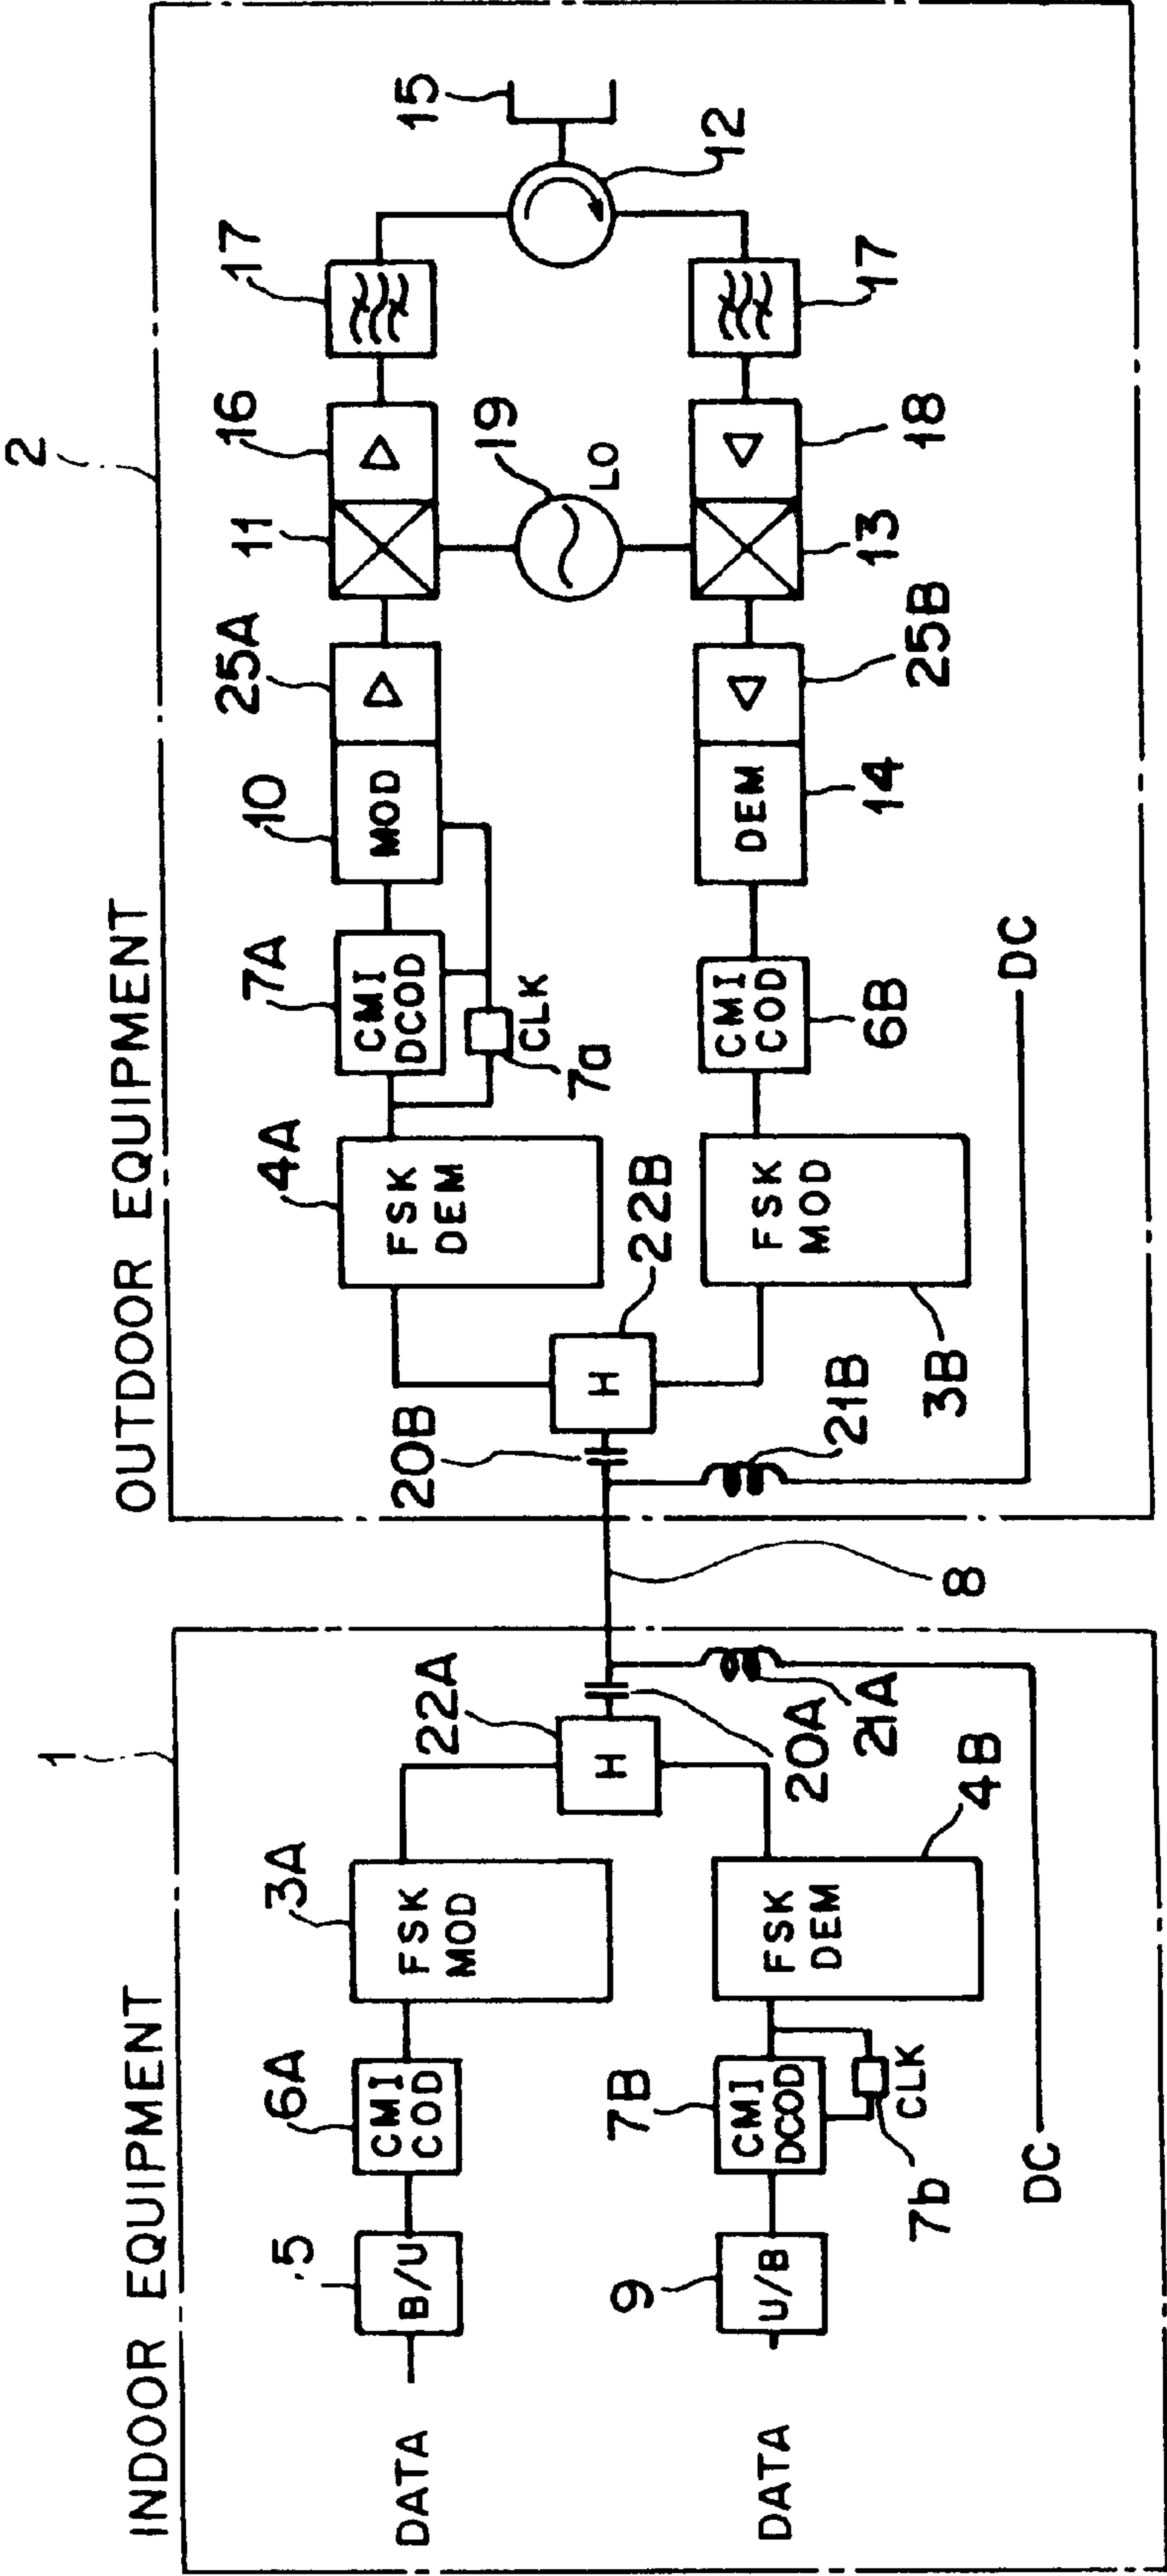 INDOOR EQUIPMENT
1
DATA
.5
B/U
6A
CMI
COD
3A
FSK
MOD
22A
H
20A
21A
DATA
9
U/B
7B
CMI
DCOD
CLK
7b
4B
FSK
DEM
DC
8
OUTDOOR EQUIPMENT
2
20B
21B
22B
H
4A
FSK
DEM
7A
CMI
DCOD
CLK
7a
10
MOD
25A
11
16
17
19
LO
15
12
3B
FSK
MOD
6B
CMI
COD
14
DEM
25B
13
18
17
DC